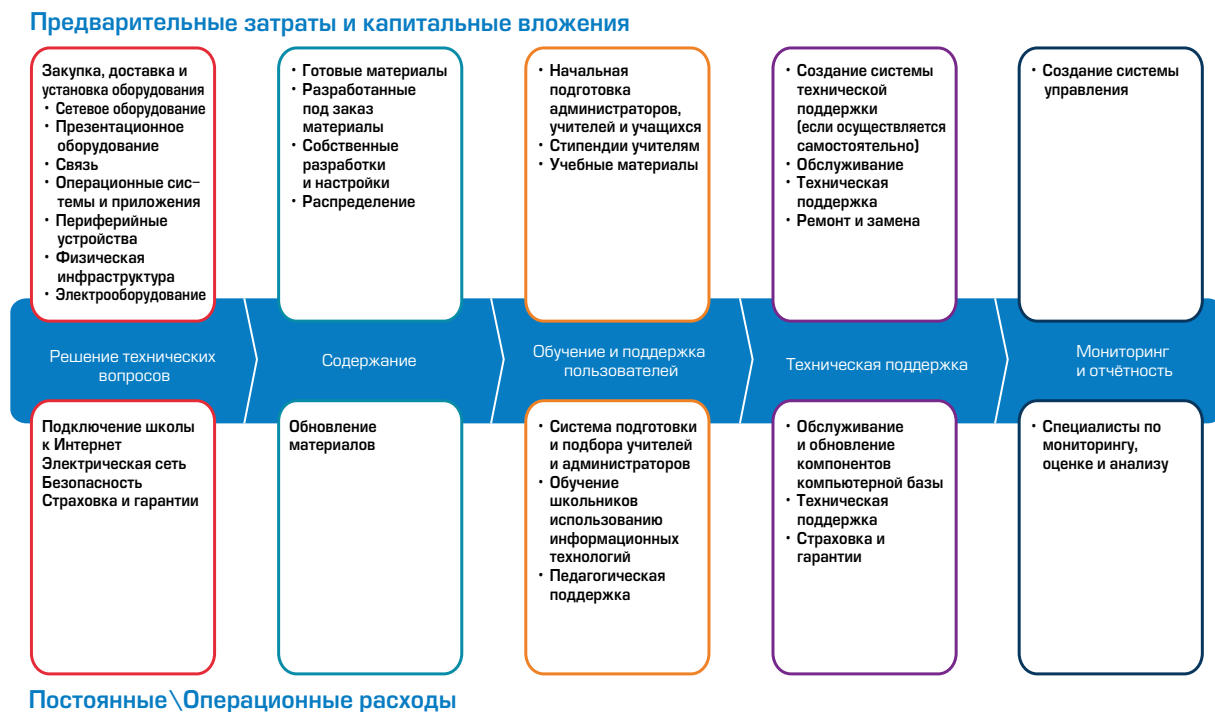 Предварительные затраты и капитальные вложения
Закупка, доставка и
установка оборудования
· Сетевое оборудование
· Презентационное
оборудование
· Связь
· Операционные сис-
темы и приложения
· Периферийные
устройства
· Физическая
инфраструктура
· Электрооборудование
· Готовые материалы
· Разработанные
под заказ
материалы
· Собственные
разработки
и настройки
· Распределение
· Начальная
подготовка
администраторов,
учителей и учащихся
· Стипендии учителям
· Учебные материалы
· Создание системы
технической
поддержки
(если осуществляется
самостоятельно)
· Обслуживание
· Техническая
поддержка
· Ремонт и замена
· Создание системы
управления
Решение технических
вопросов
Содержание
Обучение и поддержка
пользователей
Техническая поддержка
Мониторинг
и отчётность
Подключение школы
к Интернет
Электрическая сеть
Безопасность
Страховка и гарантии
Обновление
материалов
· Система подготовки
и подбора учителей
и администраторов
· Обучение
школьников
использованию
информационных
технологий
· Педагогическая
поддержка
· Обслуживание
и обновление
компонентов
компьютерной базы
· Техническая
поддержка
· Страховка и
гарантии
· Специалисты по
мониторингу,
оценке и анализу
Постоянные\Операционные расходы